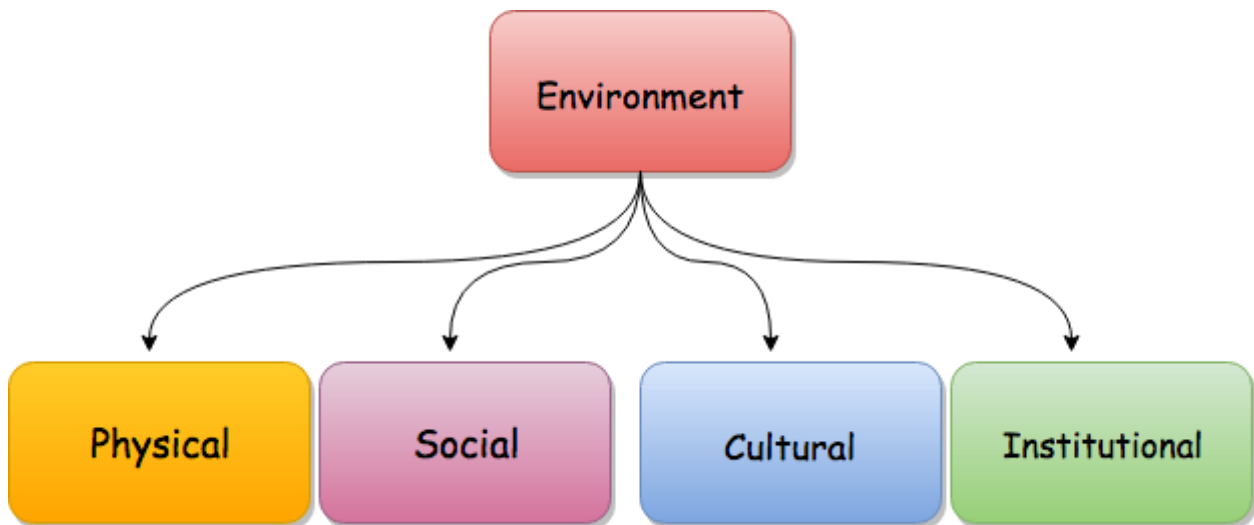 Environment
Physical
Social
Cultural
Institutional